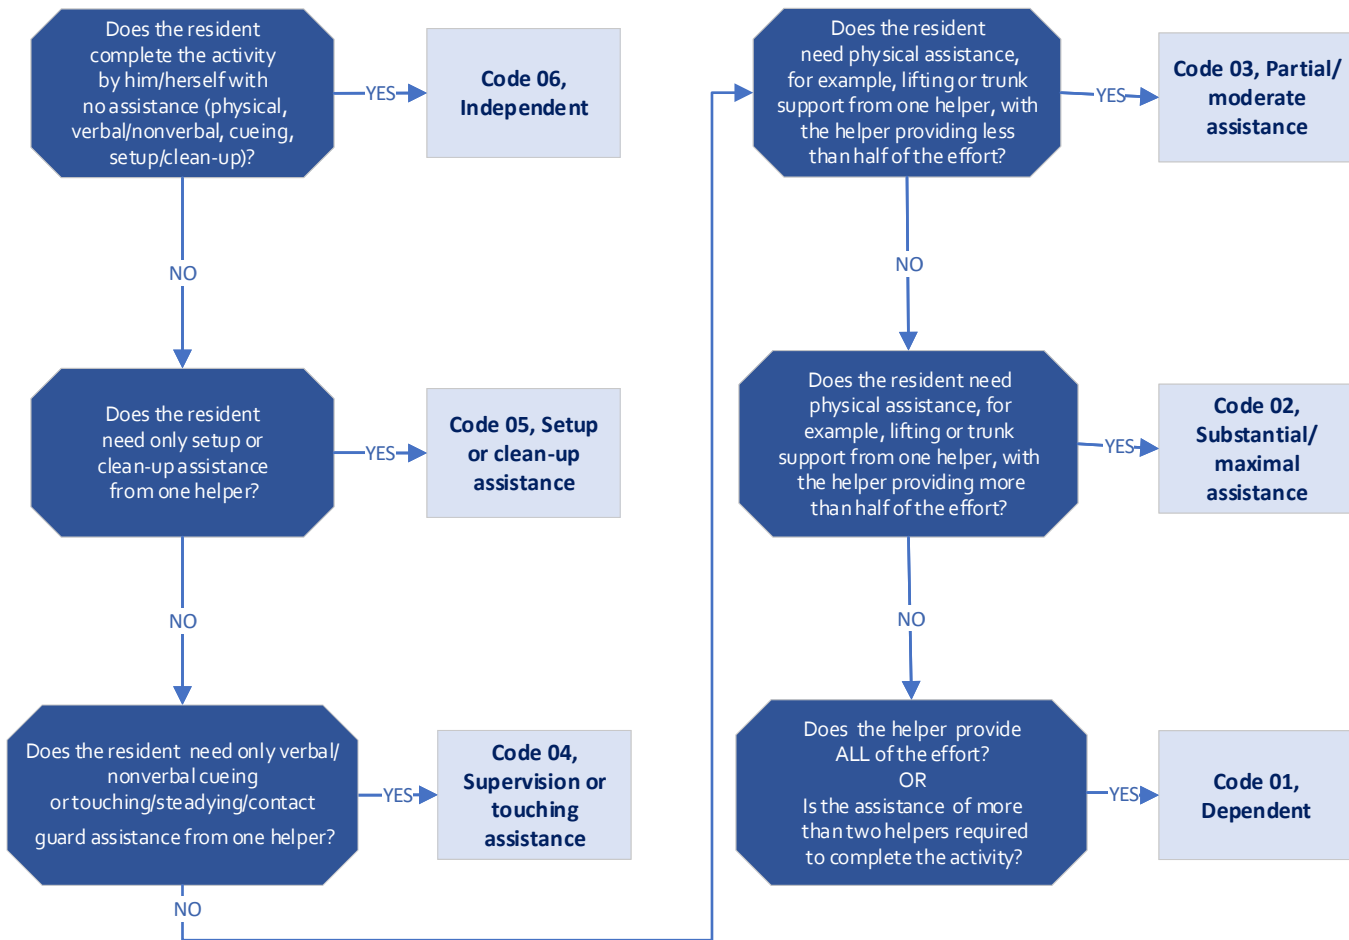 Does the resident
complete the activity
by him/herself with
no assistance (physical,
verbal/nonverbal, cueing,
setup/clean-up)?
YES
Code 06,
Independent
NO
Does the resident
need only setup or
clean-up assistance
from one helper?
YES
Code 05, Setup
or clean-up
assistance
NO
Does the resident need only verbal/
nonverbal cueing
or touching/steadying/contact
guard assistance from one helper?
YES
Code 04,
Supervision or
touching
assistance
NO
Does the resident
need physical assistance,
for example, lifting or trunk
support from one helper, with
the helper providing less
than half of the effort?
YES
Code 03, Partial/
moderate
assistance
NO
Does the resident need
physical assistance, for
example, lifting or trunk
support from one helper, with
the helper providing more
than half of the effort?
YES
Code 02,
Substantial/
maximal
assistance
NO
Does the helper provide
ALL of the effort?
OR
Is the assistance of more
than two helpers required
to complete the activity?
YES
Code 01,
Dependent